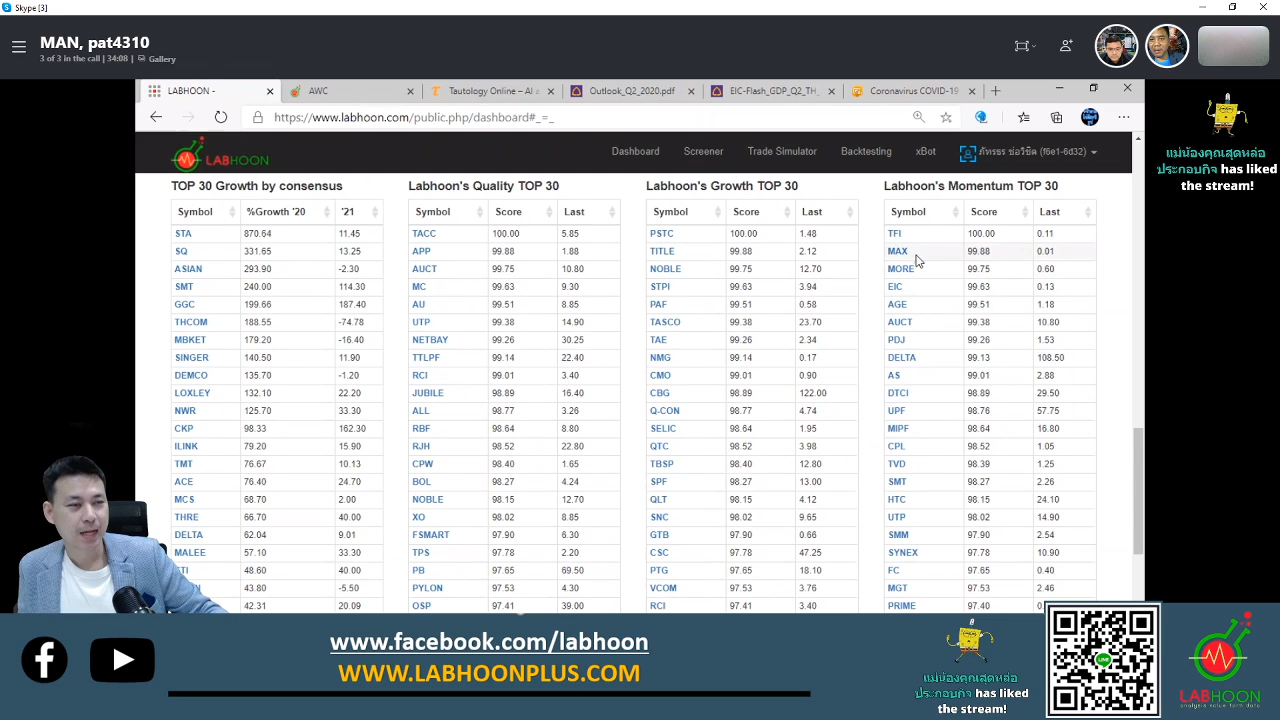 Skype [3]
MAN, pat4310
3 of 3 in the call | 34:08 | Gallery
LABHOON -
AWC
Tautology Online – AI a
Outlook_Q2_2020.pdf
EIC-Flash_GDP_Q2_TH_
Coronavirus COVID-19
https://www.labhoon.com/public.php/dashboard#_=_
LABHOON
Dashboard Screener Trade Simulator Backtesting xBot ภัทรธร ช่อวิชิต (f6e1-6d32)
TOP 30 Growth by consensus
Symbol %Growth '20 '21
STA 870.64 11.45
SQ 331.65 13.25
ASIAN 293.90 -2.30
SMT 240.00 114.30
GGC 199.66 187.40
THCOM 188.55 -74.78
MBKET 179.20 -16.40
SINGER 140.50 11.90
DEMCO 135.70 -1.20
LOXLEY 132.10 22.20
NWR 125.70 33.30
CKP 98.33 162.30
ILINK 79.20 15.90
TMT 76.67 10.13
ACE 76.40 24.70
MCS 68.70 2.00
THRE 66.70 40.00
DELTA 62.04 9.01
MALEE 57.10 33.30
48.60 40.00
43.80 -5.50
42.31 20.09
Labhoon's Quality TOP 30
Symbol Score Last
TACC 100.00 5.85
APP 99.88 1.88
AUCT 99.75 10.80
MC 99.63 9.30
AU 99.51 8.85
UTP 99.38 14.90
NETBAY 99.26 30.25
TTLPF 99.14 22.40
RCI 99.01 3.40
JUBILE 98.89 16.40
ALL 98.77 3.26
RBF 98.64 8.80
RJH 98.52 22.80
CPW 98.40 1.65
BOL 98.27 4.24
NOBLE 98.15 12.70
XO 98.02 8.85
FSMART 97.90 6.30
TPS 97.78 2.20
PB 97.65 69.50
PYLON 97.53 4.30
OSP 97.41 39.00
Labhoon's Growth TOP 30
Symbol Score Last
PSTC 100.00 1.48
TITLE 99.88 2.12
NOBLE 99.75 12.70
STPI 99.63 3.94
PAF 99.51 0.58
TASCO 99.38 23.70
TAE 99.26 2.34
NMG 99.14 0.17
CMO 99.01 0.90
CBG 98.89 122.00
Q-CON 98.77 4.74
SELIC 98.64 1.95
QTC 98.52 3.98
TBSP 98.40 12.80
SPF 98.27 13.00
QLT 98.15 4.12
SNC 98.02 9.65
GTB 97.90 0.66
CSC 97.78 47.25
PTG 97.65 18.10
VCOM 97.53 3.76
RCI 97.41 3.40
Labhoon's Momentum TOP 30
Symbol Score Last
TFI 100.00 0.11
MAX 99.88 0.01
MORE 99.75 0.60
EIC 99.63 0.13
AGE 99.51 1.18
AUCT 99.38 10.80
PDJ 99.26 1.53
DELTA 99.13 108.50
AS 99.01 2.88
DTCI 98.89 29.50
UPF 98.76 57.75
MIPF 98.64 16.80
CPL 98.52 1.05
TVD 98.39 1.25
SMT 98.27 2.26
HTC 98.15 24.10
UTP 98.02 14.90
SMM 97.90 2.54
SYNEX 97.78 10.90
FC 97.65 0.40
MGT 97.53 2.46
PRIME 97.40
แม่น้องคุณสุดหล่อ
ประกอบกิจ has liked
the stream!
www.facebook.com/labhoon
WWW.LABHOONPLUS.COM
แม่น้องคุณสุดหล่อ
ประกอบกิจ has liked
the stream!
LINE
LABHOON
analysis value tarn data